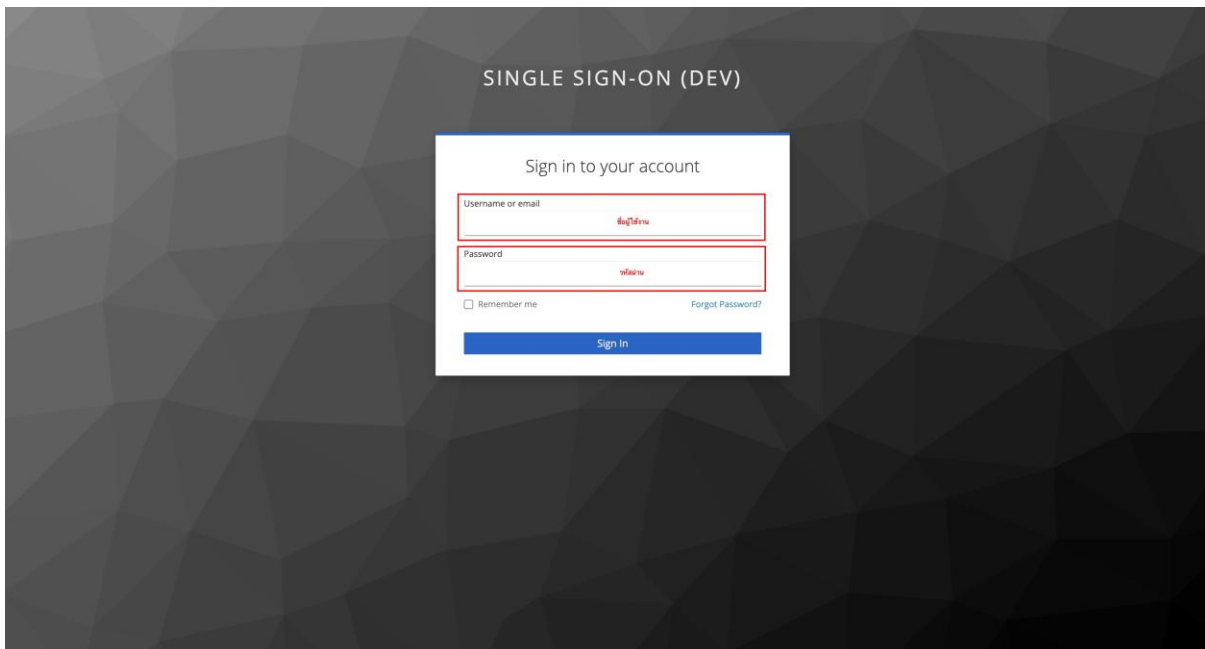 SINGLE SIGN-ON (DEV)
Sign in to your account
Username or email
ชื่อผู้ใช้งาน
Password
รหัสผ่าน
Remember me
Forgot Password?
Sign In